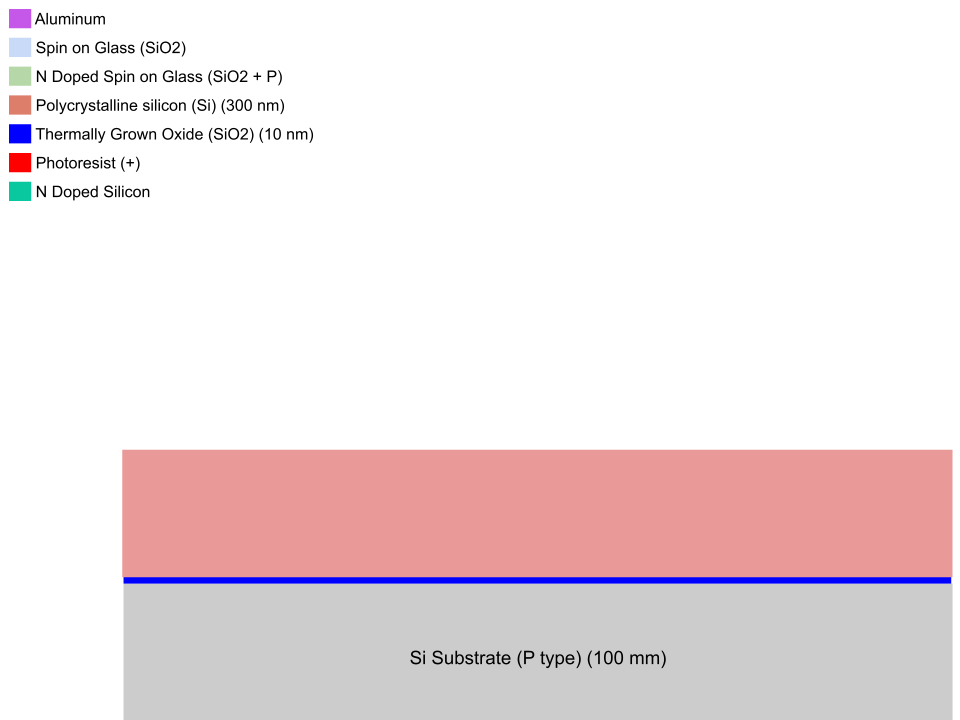 Aluminum
Spin on Glass (SiO2)
N Doped Spin on Glass (SiO2 + P)
Polycrystalline silicon (Si) (300 nm)
Thermally Grown Oxide (SiO2) (10 nm)
Photoresist (+)
N Doped Silicon
Si Substrate (P type) (100 mm)